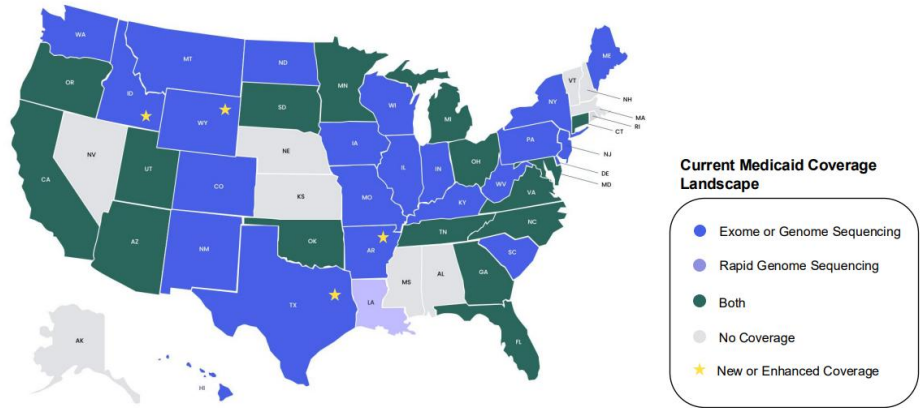 WA
MT
ND
MN
ME
VT
OR
ID
SD
WI
NY
NH
WY
MI
MA
RI
CT
IA
PA
NE
NJ
NV
IL
IN
OH
DE
UT
CO
WV
MD
CA
KS
MO
KY
VA
NC
TN
AZ
NM
OK
AR
SC
MS
AL
GA
TX
LA
FL
AK
HI
Current Medicaid Coverage
Landscape
Exome or Genome Sequencing
Rapid Genome Sequencing
Both
No Coverage
New or Enhanced Coverage